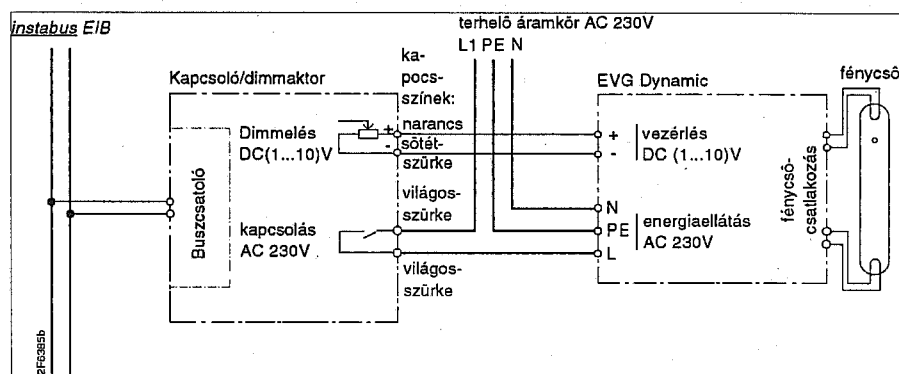 instabus EIB
terhelő áramkör AC 230V
L1 PE N
Kapcsoló/dimmaktor
ka-
pocs-
színek:
EVG Dynamic
fénycső
Buszcsatoló
Dimmelés
DC(1...10)V
+
-
narancs
sötét-
szürke
+
-
vezérlés
DC (1...10)V
fénycső-
csatlakozás
világos-
szürke
kapcsolás
AC 230V
N
PE
L
energiaellátás
AC 230V
világos-
szürke
2F6385b